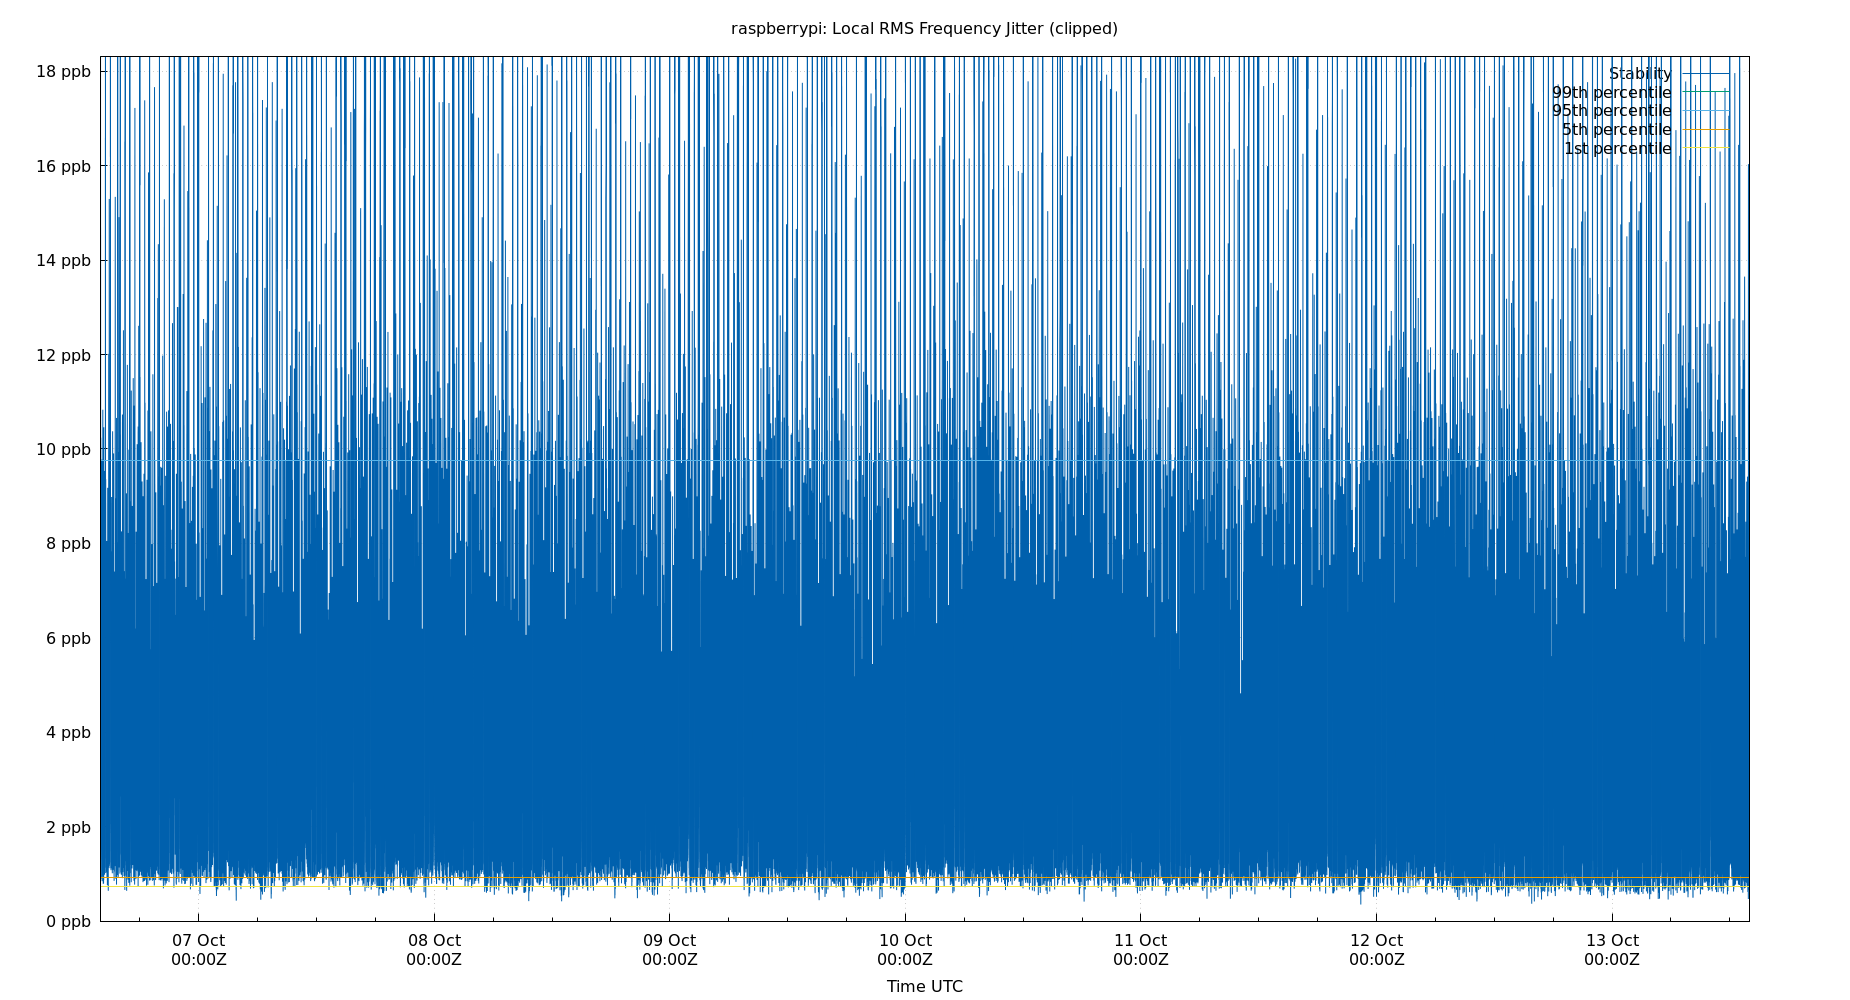 raspberrypi: Local RMS Frequency Jitter (clipped)
18 ppb
16 ppb
14 ppb
12 ppb
10 ppb
8 ppb
6 ppb
4 ppb
2 ppb
0 ppb
Stability
99th percentile
95th percentile
5th percentile
1st percentile
07 Oct 08 Oct 09 Oct 10 Oct 11 Oct 12 Oct 13 Oct
00:00Z 00:00Z 00:00Z 00:00Z 00:00Z 00:00Z 00:00Z
Time UTC